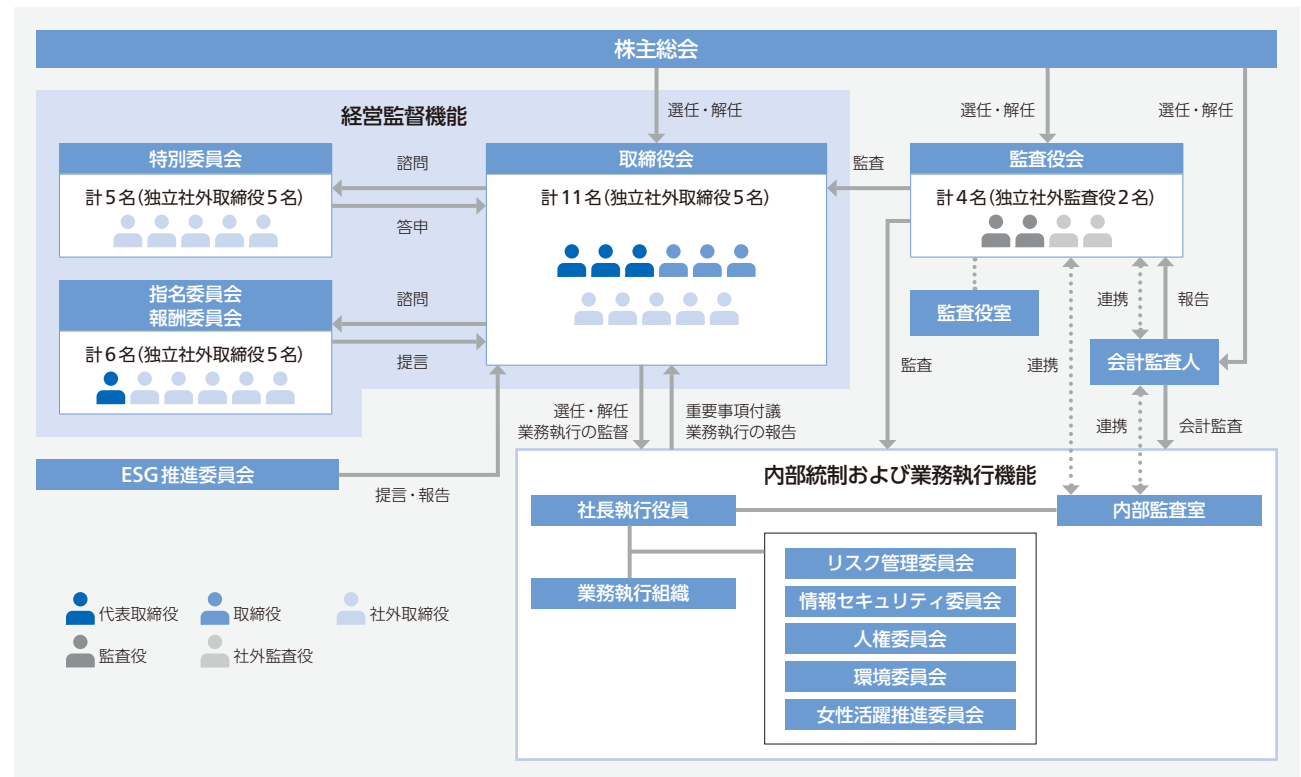 株主総会
経営監督機能
選任・解任
選任・解任
選任・解任
特別委員会
計5名(独立社外取締役5名)
諮問
答申
取締役会
計11名(独立社外取締役5名)
監査
監査役会
計4名(独立社外監査役2名)
指名委員会
報酬委員会
計6名(独立社外取締役5名)
諮問
提言
監査役室
連携
報告
会計監査人
監査
連携
連携
会計監査
選任・解任
業務執行の監督
重要事項付議
業務執行の報告
ESG推進委員会
提言・報告
内部統制および業務執行機能
社長執行役員
内部監査室
業務執行組織
リスク管理委員会
情報セキュリティ委員会
人権委員会
環境委員会
女性活躍推進委員会
代表取締役
取締役
社外取締役
監査役
社外監査役